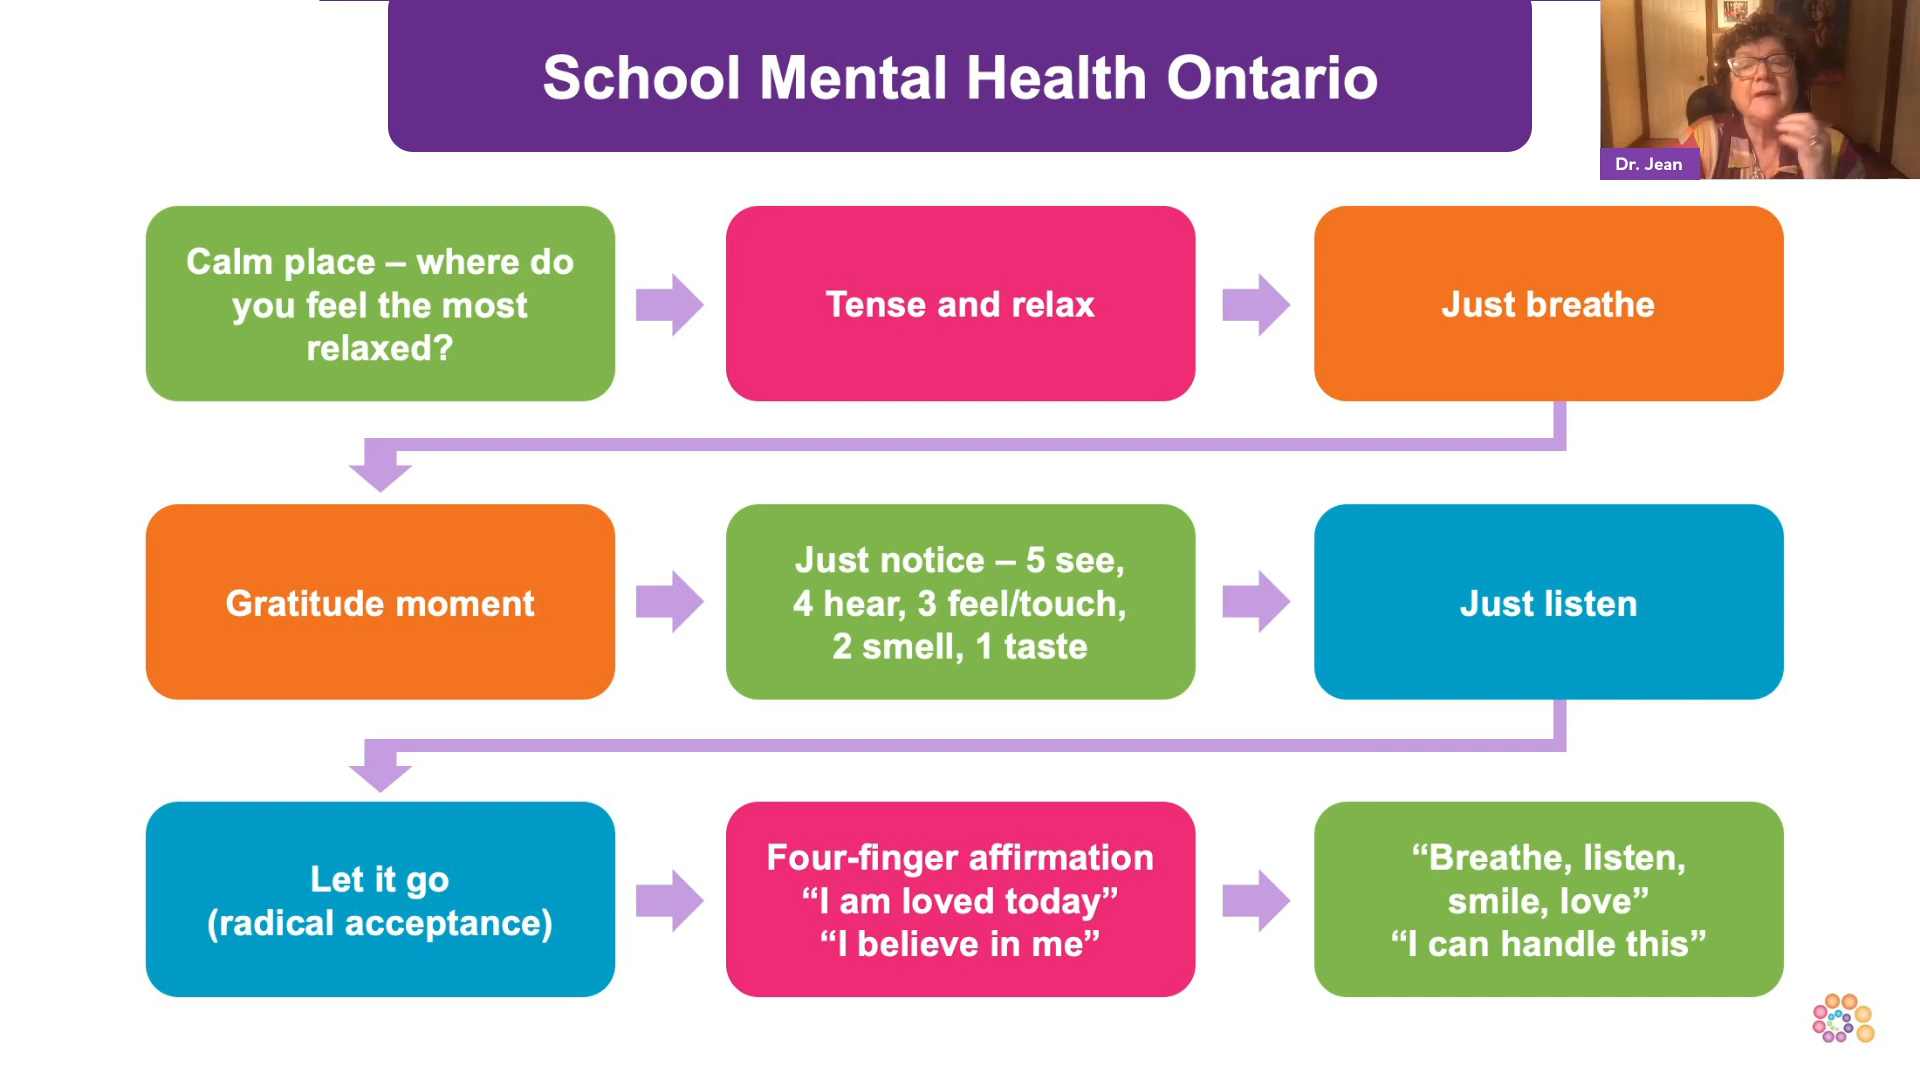 School Mental Health Ontario
Dr. Jean
Calm place – where do
you feel the most
relaxed?
Tense and relax
Just breathe
Gratitude moment
Just notice – 5 see,
4 hear, 3 feel/touch,
2 smell, 1 taste
Just listen
Let it go
(radical acceptance)
Four-finger affirmation
“I am loved today”
“I believe in me”
“Breathe, listen,
smile, love”
“I can handle this”